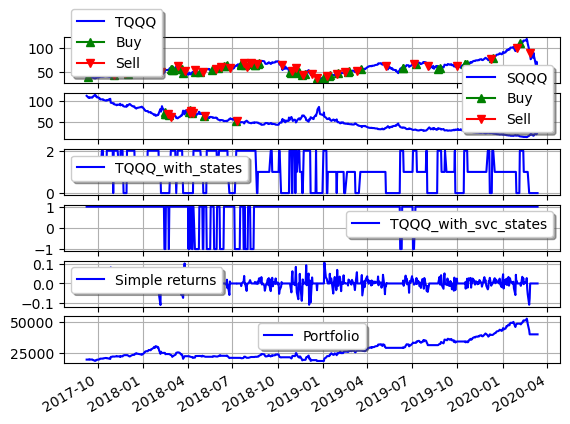 TQQQ
Buy
Sell
100
50
SQQQ
Buy
Sell
100
50
TQQQ_with_states
2
0
TQQQ_with_svc_states
1
0
−1
Simple returns
0.1
0.0
−0.1
Portfolio
50000
25000
2017-10
2018-01
2018-04
2018-07
2018-10
2019-01
2019-04
2019-07
2019-10
2020-01
2020-04